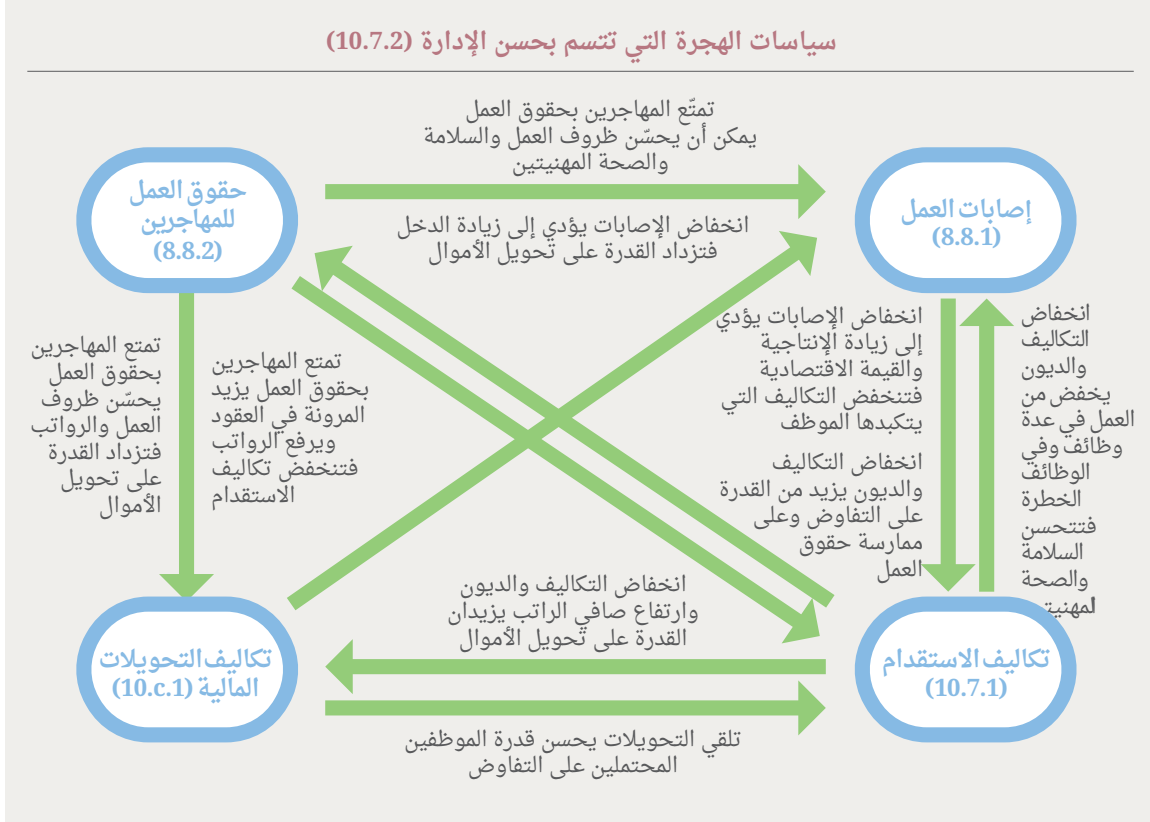 سياسات الهجرة التي تتسم بحسن الإدارة (10.7.2)
تمتّع المهاجرين بحقوق العمل
يمكن أن يحسّن ظروف العمل والسلامة
والصحة المهنيتين
إصابات العمل
(8.8.1)
حقوق العمل
للمهاجرين
(8.8.2)
انخفاض الإصابات يؤدي إلى زيادة الدخل
فتزداد القدرة على تحويل الأموال
انخفاض
التكاليف
والديون
يخفض من
العمل في عدة
وظائف وفي
الوظائف
الخطرة
فتتحسن
السلامة
والصحة
انخفاض الإصابات يؤدي
إلى زيادة الإنتاجية
والقيمة الاقتصادية
فتنخفض التكاليف التي
يتكبدها الموظف
انخفاض التكاليف
والديون يزيد من القدرة
على التفاوض وعلى
ممارسة حقوق
العمل
تمتع المهاجرين
بحقوق العمل يزيد
المرونة في العقود
ويرفع الرواتب
فتنخفض تكاليف
الاستقدام
تمتع المهاجرين
بحقوق العمل
يحسّن ظروف
العمل والرواتب
فتزداد القدرة
على تحويل
الأموال
انخفاض التكاليف والديون
وارتفاع صافي الراتب يزيدان
القدرة على تحويل الأموال
تكاليف الاستقدام
(10.7.1)
تكاليف التحويلات
المالية (10.c.1)
تلقي التحويلات يحسن قدرة الموظفين
المحتملين على التفاوض